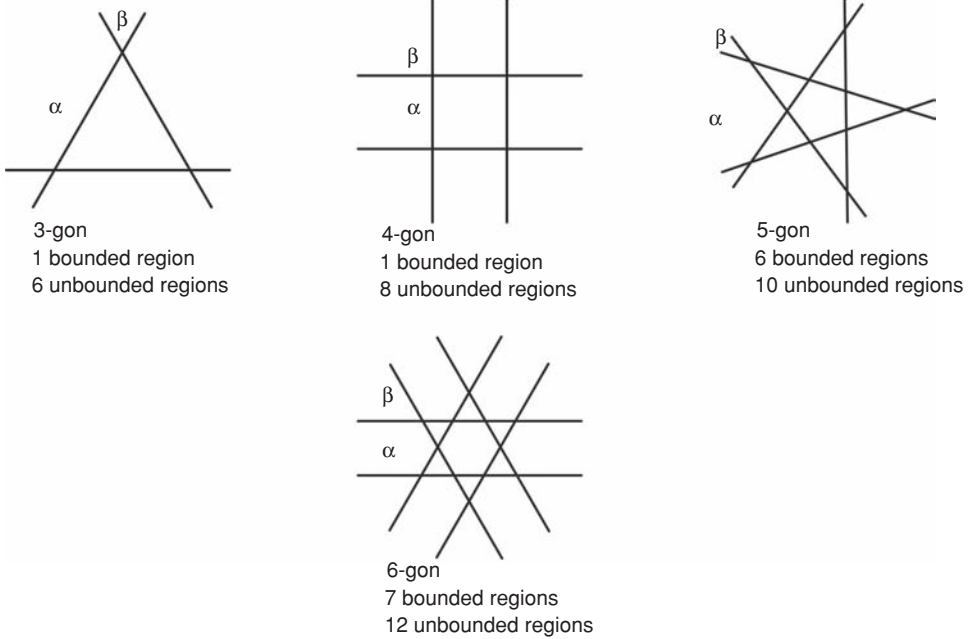 β
α
3-gon
1 bounded region
6 unbounded regions
β
α
4-gon
1 bounded region
8 unbounded regions
β
α
5-gon
6 bounded regions
10 unbounded regions
β
α
6-gon
7 bounded regions
12 unbounded regions